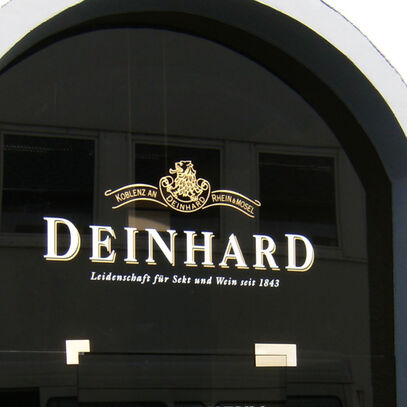 KOBLENZ AN DEINHARD RHEIN & MOSEL
DEINHARD
Leidenschaft für Sekt und Wein seit 1843